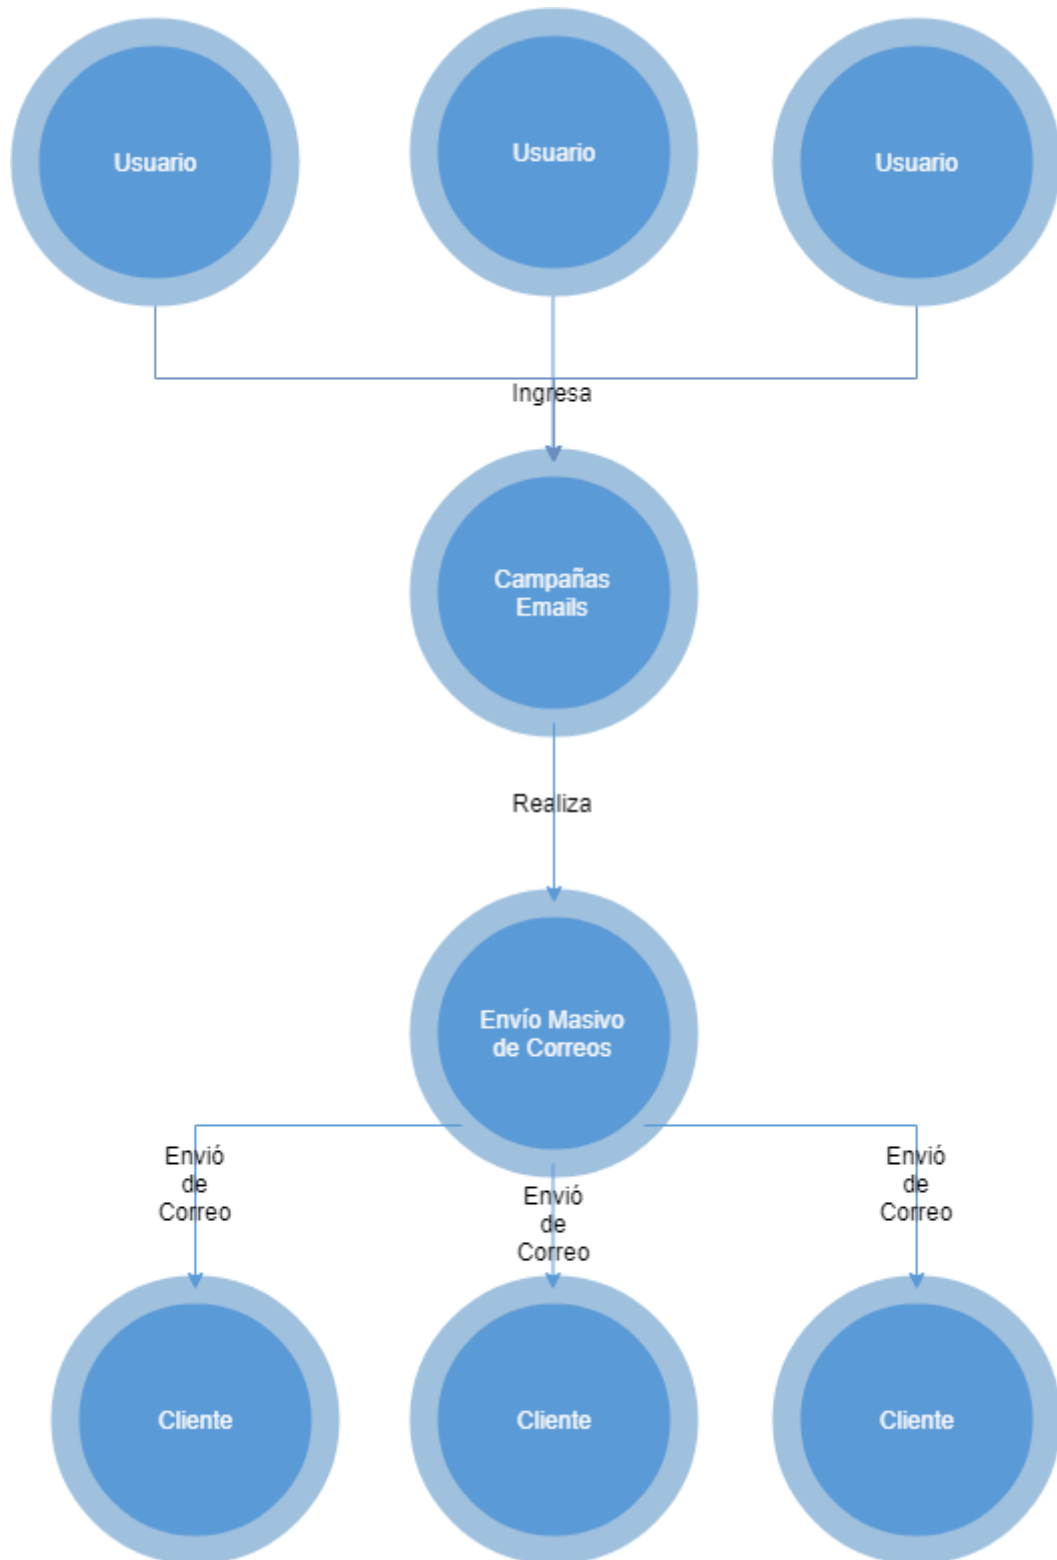 Usuario
Usuario
Usuario
Ingresa
Campañas
Emails
Realiza
Envío Masivo
de Correos
Envió
de
Correo
Envió
de
Correo
Envió
de
Correo
Cliente
Cliente
Cliente